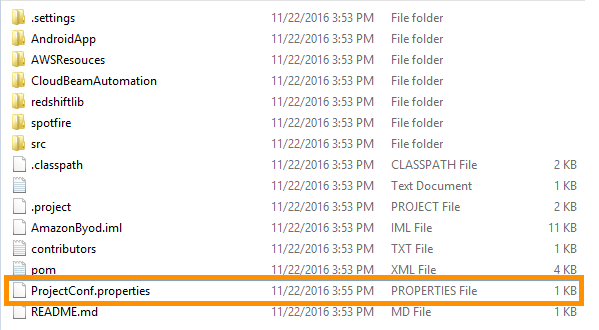 .settings 11/22/2016 3:53 PM File folder
AndroidApp 11/22/2016 3:53 PM File folder
AWSResouces 11/22/2016 3:53 PM File folder
CloudBeamAutomation 11/22/2016 3:53 PM File folder
redshiftlib 11/22/2016 3:53 PM File folder
spotfire 11/22/2016 3:53 PM File folder
src 11/22/2016 3:53 PM File folder
.classpath 11/22/2016 3:53 PM CLASSPATH File 2 KB
11/22/2016 3:53 PM Text Document 1 KB
.project 11/22/2016 3:53 PM PROJECT File 2 KB
AmazonByod.iml 11/22/2016 3:53 PM IML File 11 KB
contributors 11/22/2016 3:53 PM TXT File 1 KB
pom 11/22/2016 3:53 PM XML File 4 KB
ProjectConf.properties 11/22/2016 3:55 PM PROPERTIES File 1 KB
README.md 11/22/2016 3:53 PM MD File 1 KB